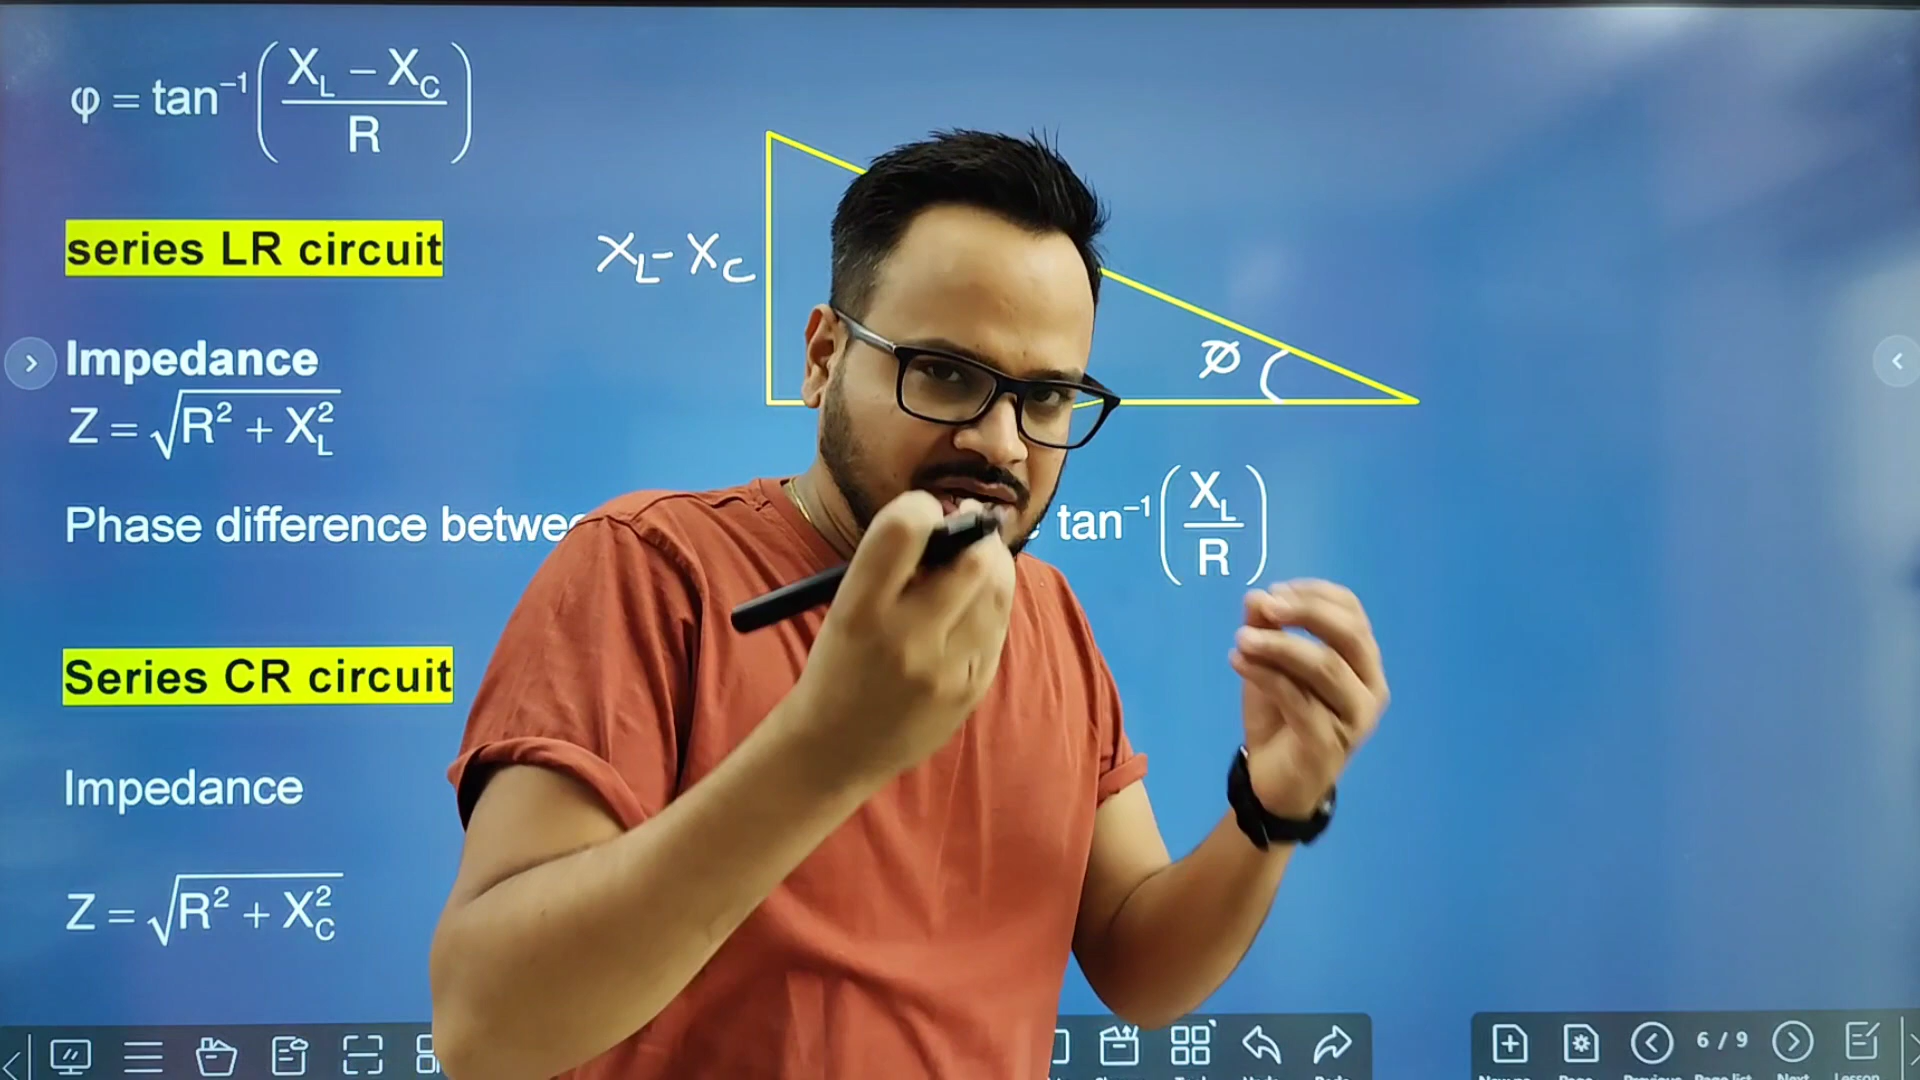 φ = tan⁻¹((X_L − X_C)/R)
series LR circuit
X_L - X_C
Impedance
ø
Z = √(R² + X_L²)
Phase difference
tan⁻¹(X_L/R)
Series CR circuit
Impedance
Z = √(R² + X_C²)
6 / 9